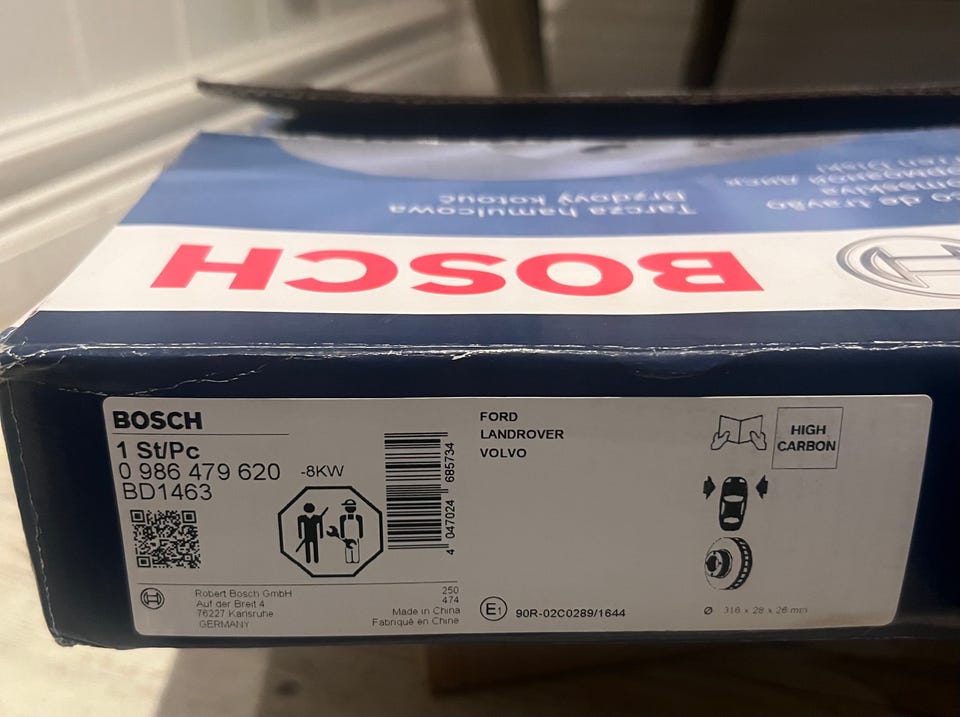 Brzdový kotouč
Tarcza hamulcowa
BOSCH
BOSCH
1 St/Pc
0 986 479 620
-8KW
BD1463
4 047024 685734
Robert Bosch GmbH
Auf der Breit 4
76227 Karlsruhe
GERMANY
250
474
Made in China
Fabriqué en Chine
FORD
LANDROVER
VOLVO
HIGH
CARBON
E1
90R-02C0289/1644
Ø 316 x 28 x 26 mm